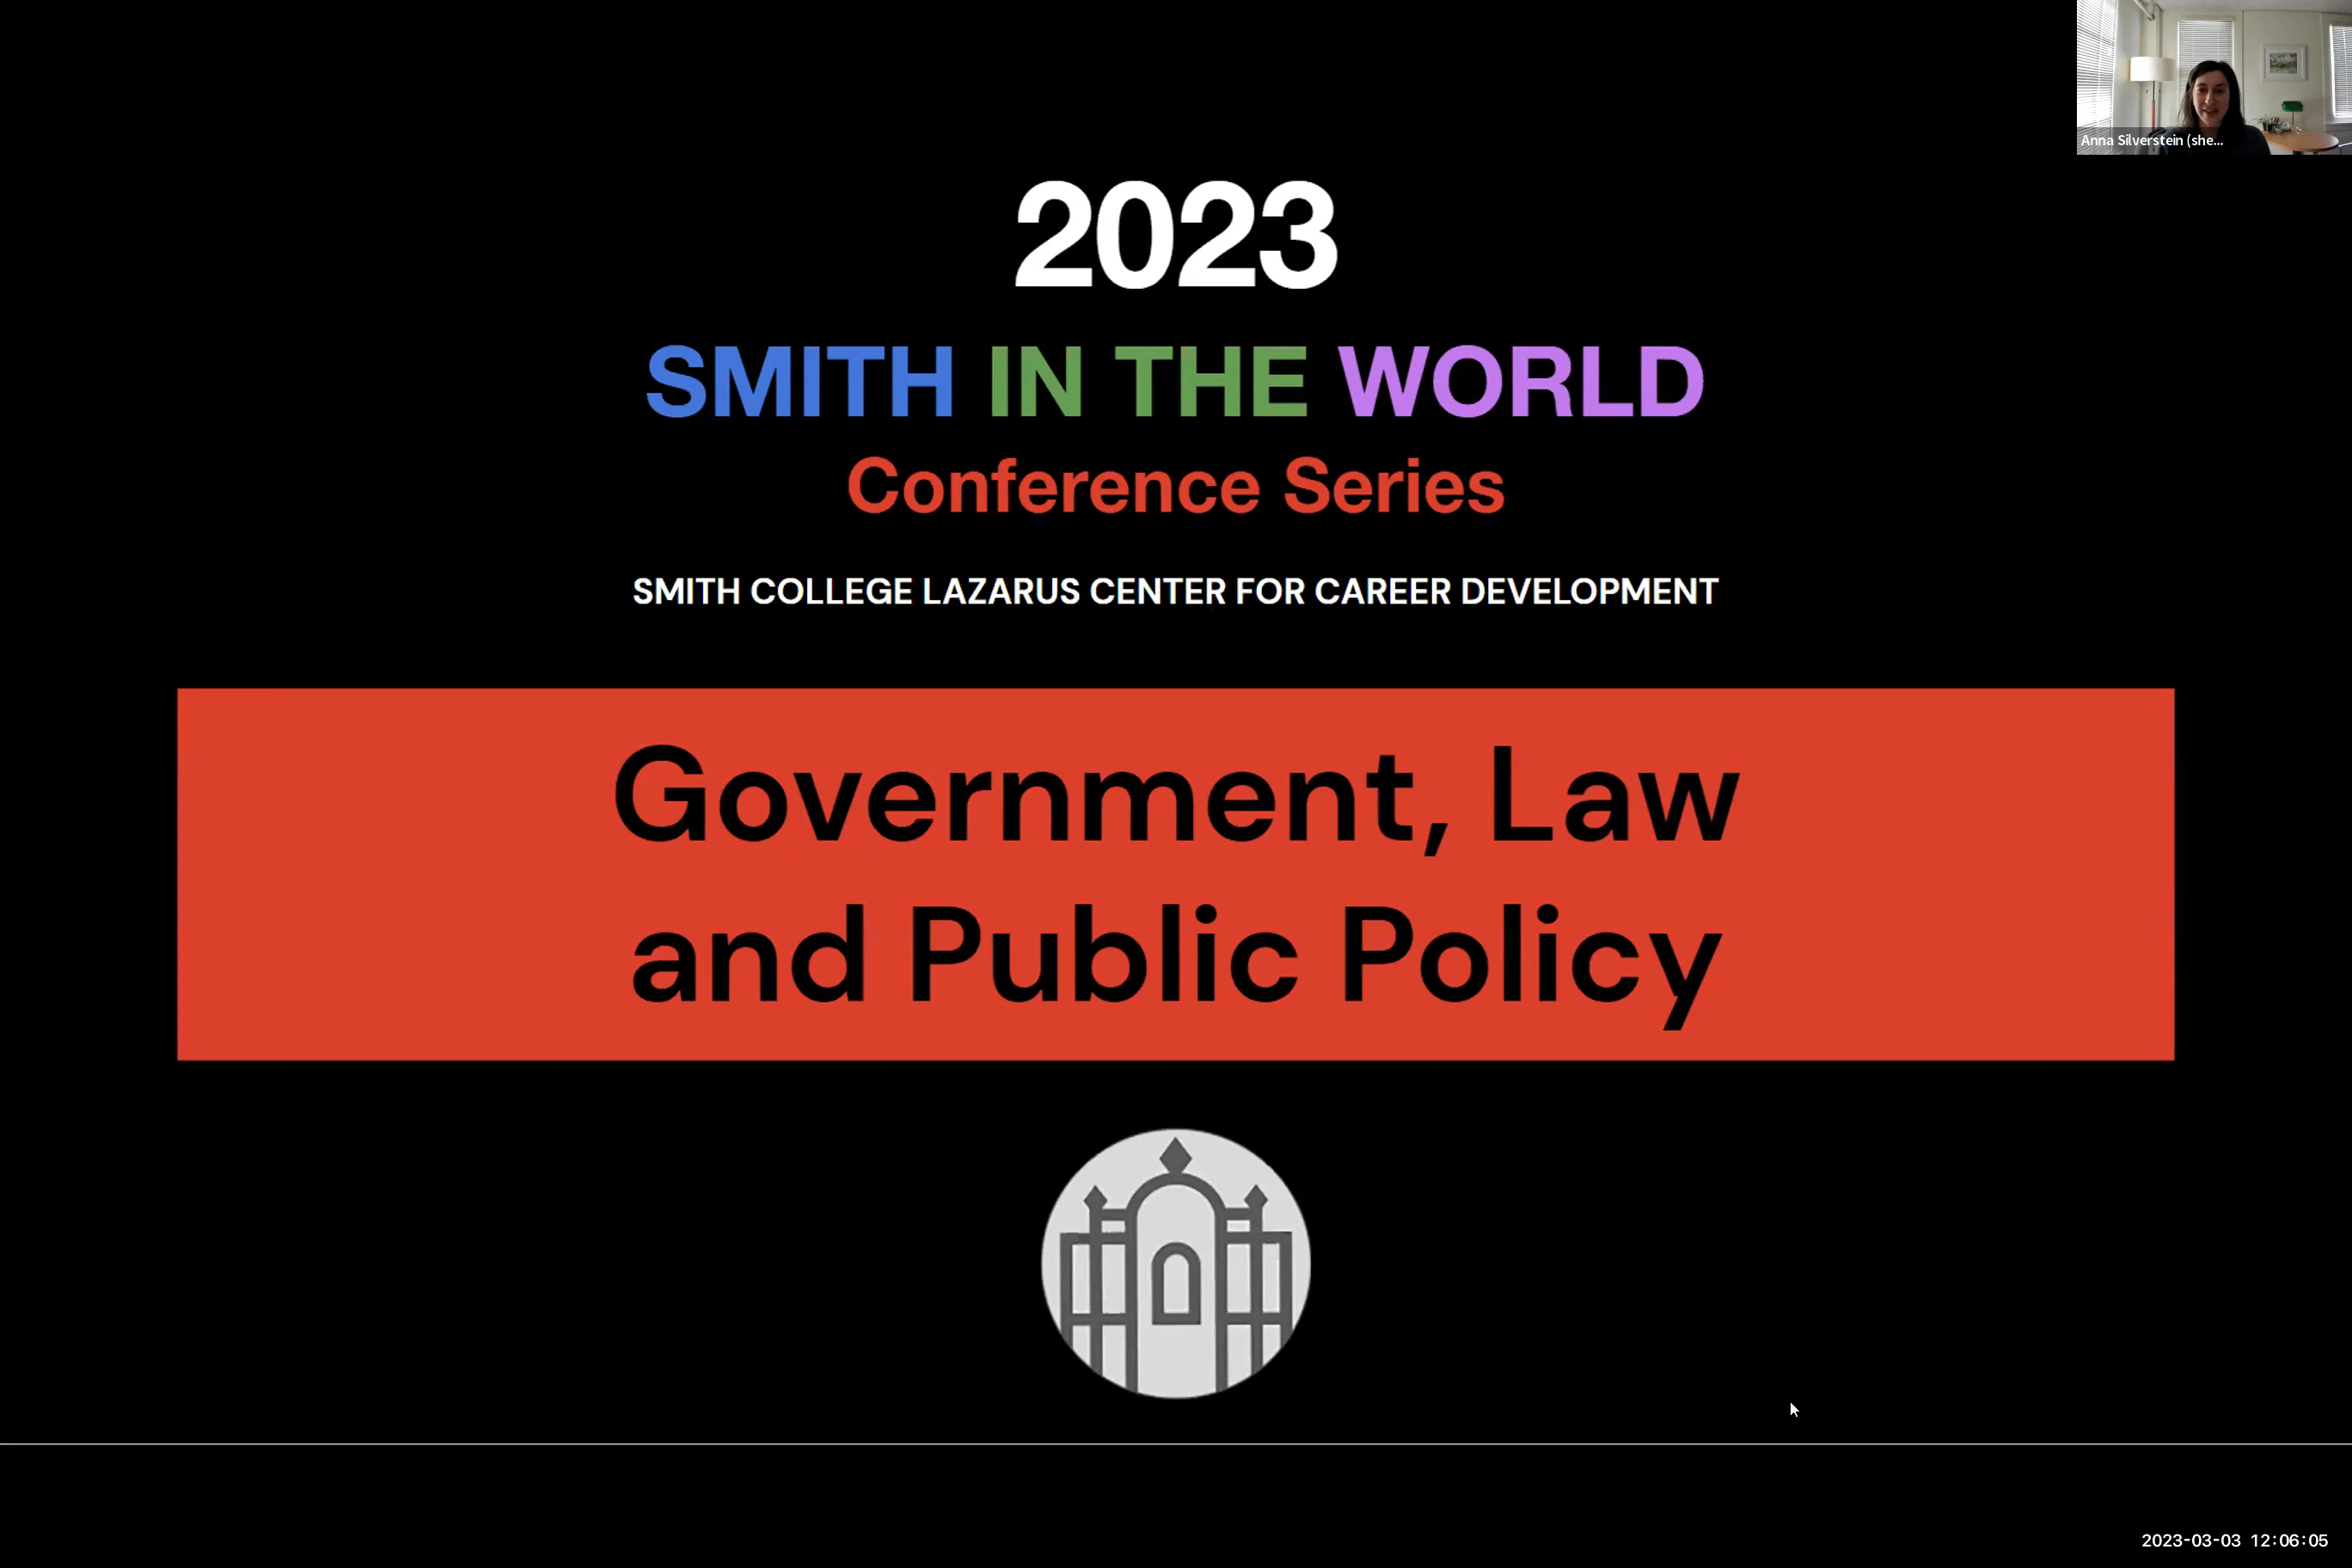 Anna Silverstein (she...
2023
SMITH IN THE WORLD
Conference Series
SMITH COLLEGE LAZARUS CENTER FOR CAREER DEVELOPMENT
Government, Law
and Public Policy
2023-03-03 12:06:05